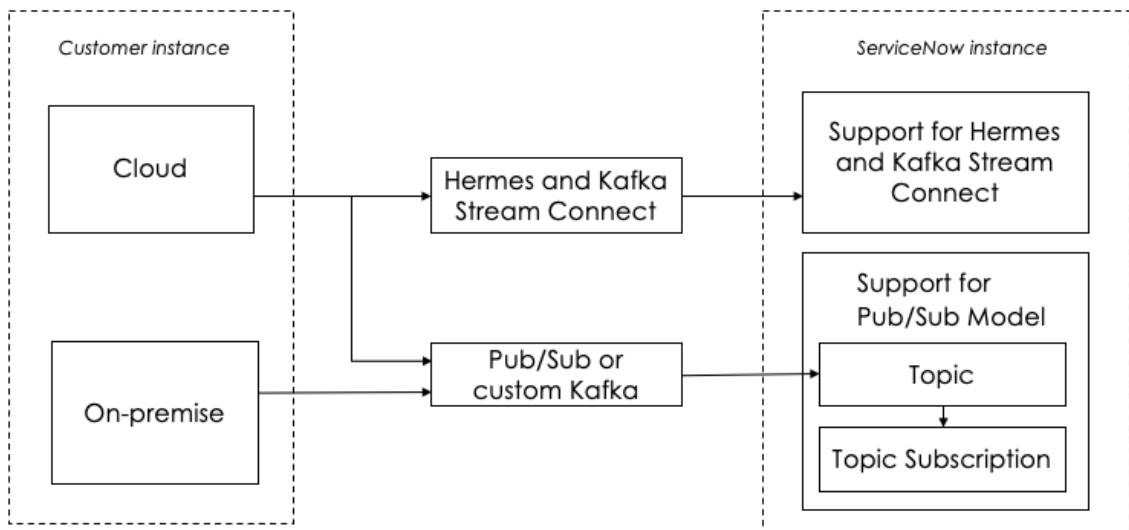 Customer instance
ServiceNow instance
Cloud
Hermes and Kafka
Stream Connect
Support for Hermes
and Kafka Stream
Connect
On-premise
Pub/Sub or
custom Kafka
Support for
Pub/Sub Model
Topic
Topic Subscription